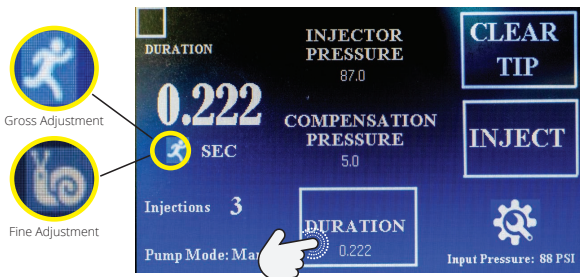 Gross Adjustment
Fine Adjustment
DURATION
0.222
SEC
Injections 3
Pump Mode:
INJECTOR
PRESSURE
87.0
COMPENSATION
PRESSURE
5.0
DURATION
0.222
CLEAR
TIP
INJECT
Input Pressure: 88 PSI